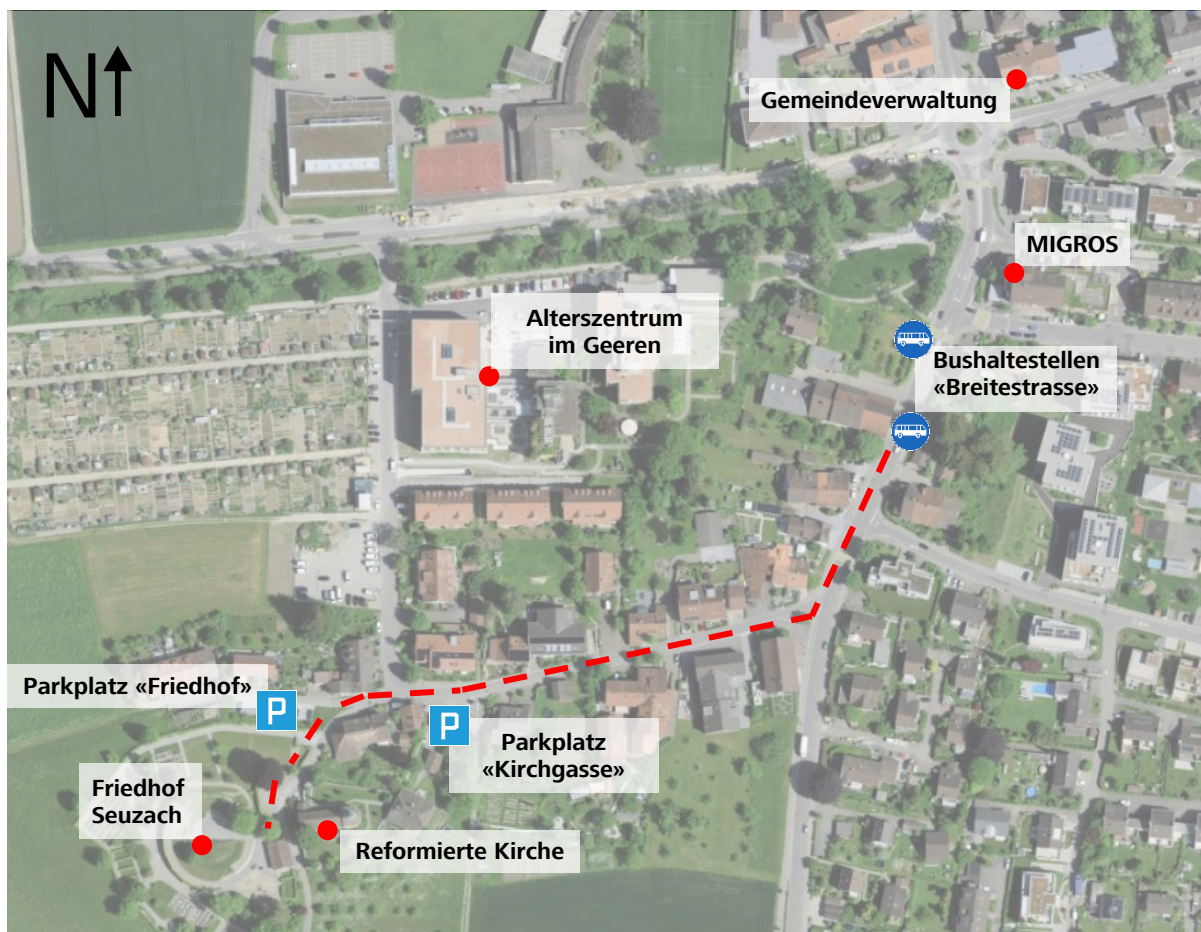 N
Gemeindeverwaltung
MIGROS
Alterszentrum
im Geeren
Bushaltestellen
«Breitestrasse»
Parkplatz «Friedhof»
P
P
Parkplatz
«Kirchgasse»
Friedhof
Seuzach
Reformierte Kirche